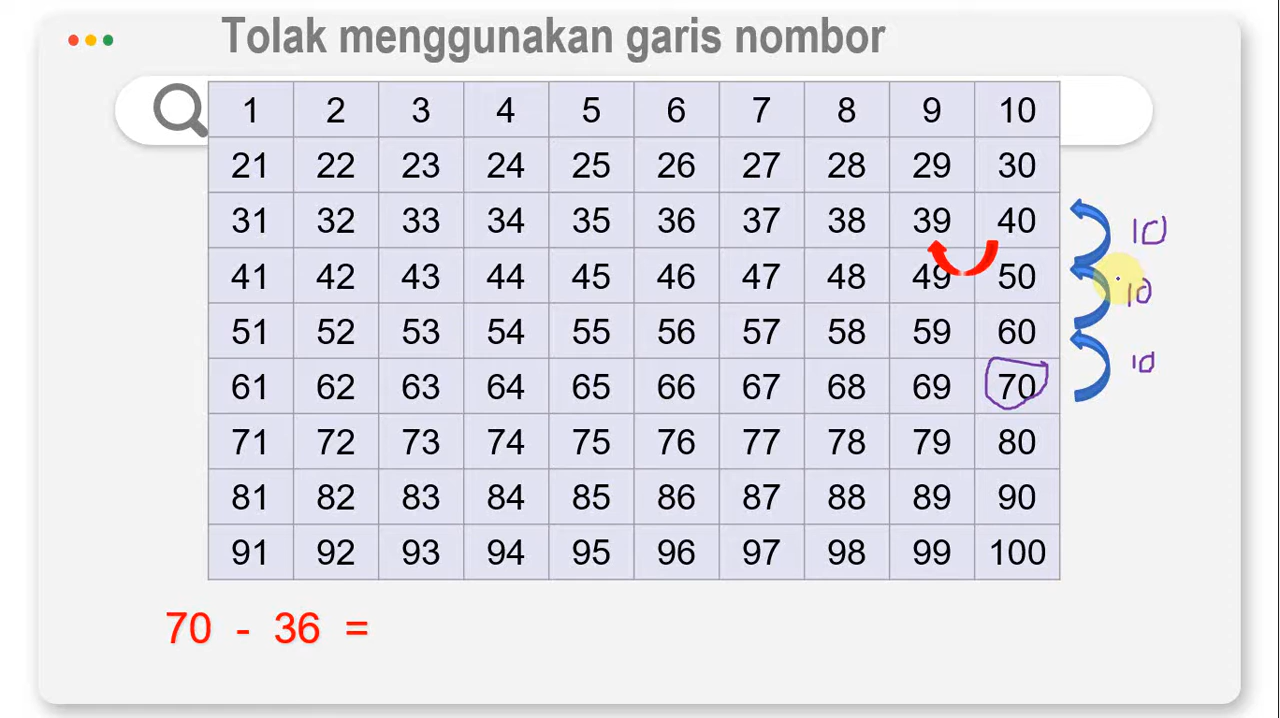 Tolak menggunakan garis nombor
1 2 3 4 5 6 7 8 9 10
21 22 23 24 25 26 27 28 29 30
31 32 33 34 35 36 37 38 39 40
10
41 42 43 44 45 46 47 48 49 50
10
51 52 53 54 55 56 57 58 59 60
10
61 62 63 64 65 66 67 68 69 70
71 72 73 74 75 76 77 78 79 80
81 82 83 84 85 86 87 88 89 90
91 92 93 94 95 96 97 98 99 100
70 - 36 =